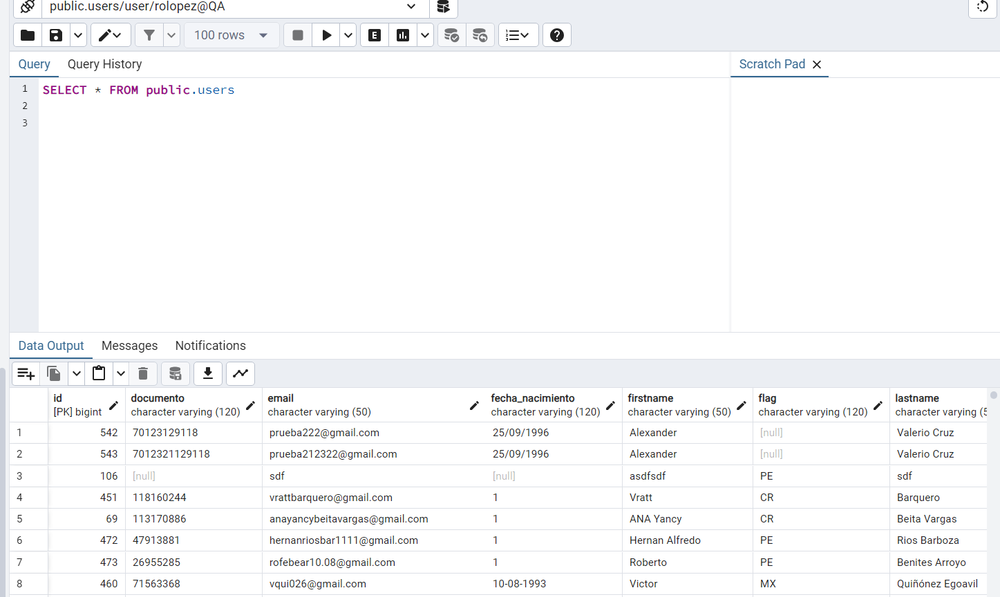 public.users/user/rolopez@QA
100 rows
E
Query Query History Scratch Pad
1 SELECT * FROM public.users
2
3
Data Output Messages Notifications
id documento email fecha_nacimiento firstname flag lastname
[PK] bigint character varying (120) character varying (50) character varying (120) character varying (50) character varying (120) character varying (5
1 542 70123129118 prueba222@gmail.com 25/09/1996 Alexander [null] Valerio Cruz
2 543 7012321129118 prueba212322@gmail.com 25/09/1996 Alexander [null] Valerio Cruz
3 106 [null] sdf [null] asdfsdf PE sdf
4 451 118160244 vrattbarquero@gmail.com 1 Vratt CR Barquero
5 69 113170886 anayancybeitavargas@gmail.com 1 ANA Yancy CR Beita Vargas
6 472 47913881 hernanriosbar1111@gmail.com 1 Hernan Alfredo PE Rios Barboza
7 473 26955285 rofebear10.08@gmail.com 1 Roberto PE Benites Arroyo
8 460 71563368 vqui026@gmail.com 10-08-1993 Victor MX Quiñónez Egoavil